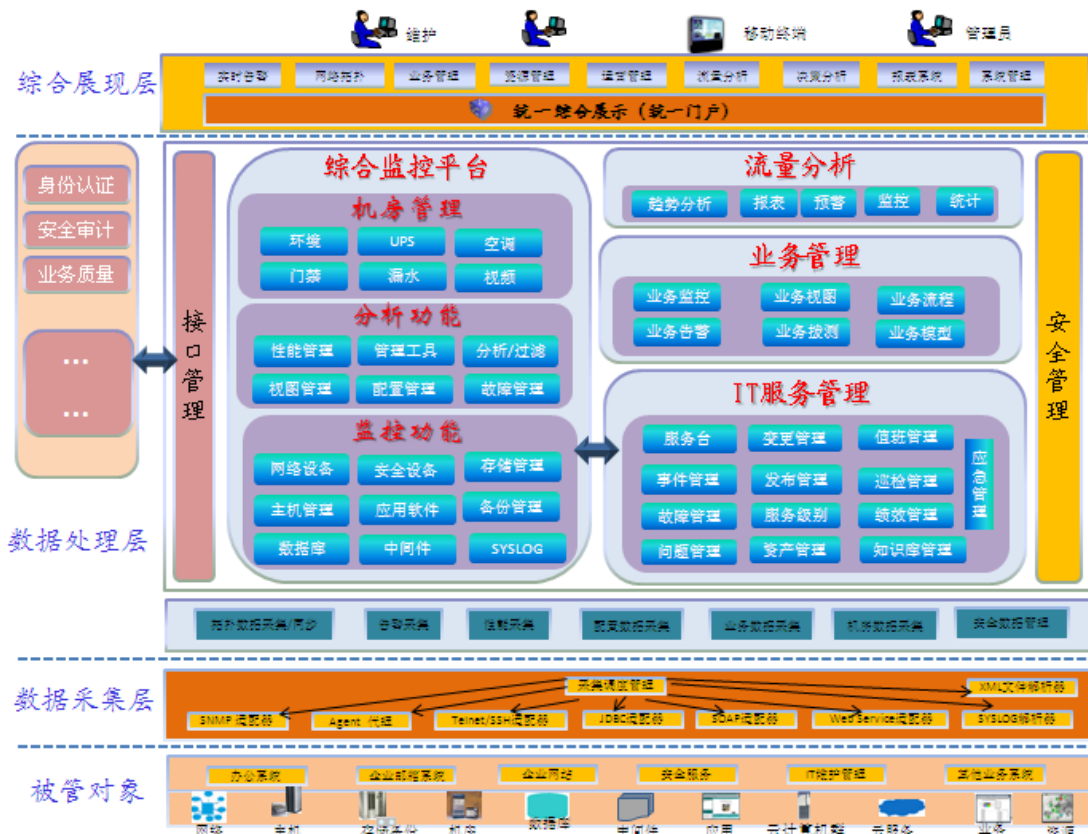 维护
移动终端
管理员
综合展现层
实时告警 网络拓扑 业务管理 资源管理 运营管理 流量分析 决策分析 报表系统 系统管理
统一综合展示（统一门户）
身份认证
安全审计
业务质量
...
...
接口管理
综合监控平台
机房管理
环境 UPS 空调
门禁 漏水 视频
分析功能
性能管理 管理工具 分析/过滤
视图管理 配置管理 故障管理
监控功能
网络设备 安全设备 存储管理
主机管理 应用软件 备份管理
数据库 中间件 SYSLOG
流量分析
趋势分析 报表 预警 监控 统计
业务管理
业务监控 业务视图 业务流程
业务告警 业务拨测 业务模型
IT服务管理
服务台 变更管理 值班管理
事件管理 发布管理 巡检管理
故障管理 服务级别 绩效管理
问题管理 资产管理 知识库管理
应急管理
安全管理
数据处理层
拓扑数据采集/同步 告警采集 性能采集 配置数据采集 业务数据采集 机房数据采集 安全数据管理
数据采集层
采集调度管理 XML文件解析器
SNMP 适配器 Agent 代理 Telnet/SSH适配器 JDBC适配器 SOAP适配器 Web Service适配器 SYSLOG解析器
被管对象
办公系统 企业邮箱系统 企业网站 安全服务 IT维护管理 其他业务系统
网络 主机 存储备份 机房 数据库 中间件 应用 云计算机群 云服务 业务 资源